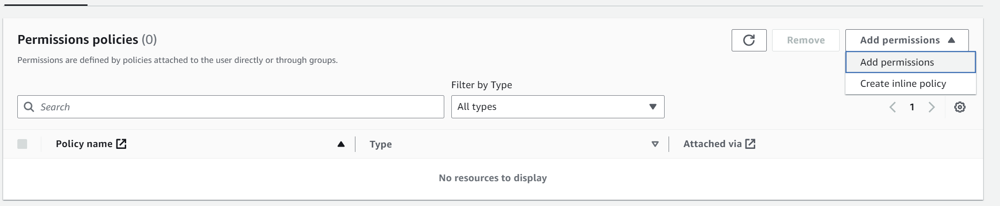 Permissions policies (0)
Remove
Add permissions
Permissions are defined by policies attached to the user directly or through groups.
Add permissions
Create inline policy
Filter by Type
Search
All types
1
Policy name
Type
Attached via
No resources to display